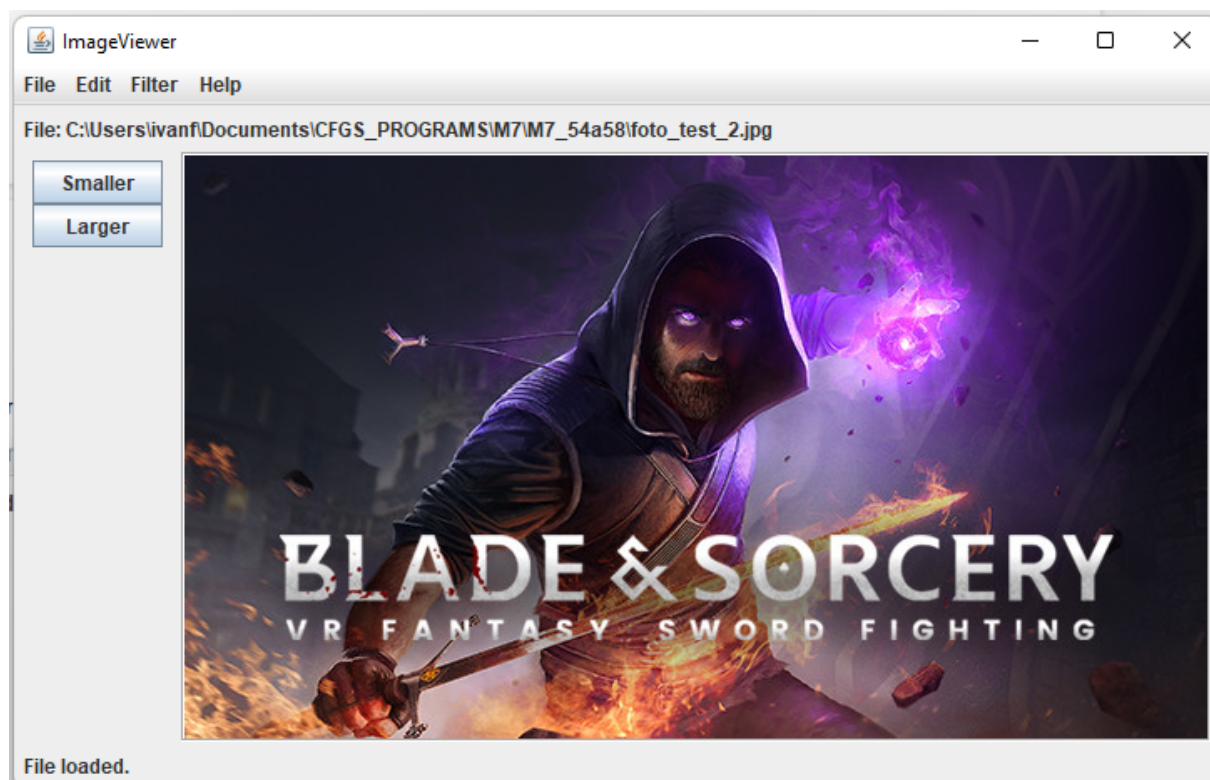 ImageViewer
File Edit Filter Help
File: C:\Users\ivanf\Documents\CFGS_PROGRAMS\M7\M7_54a58\foto_test_2.jpg
Smaller
Larger
BLADE & SORCERY
VR FANTASY SWORD FIGHTING
File loaded.